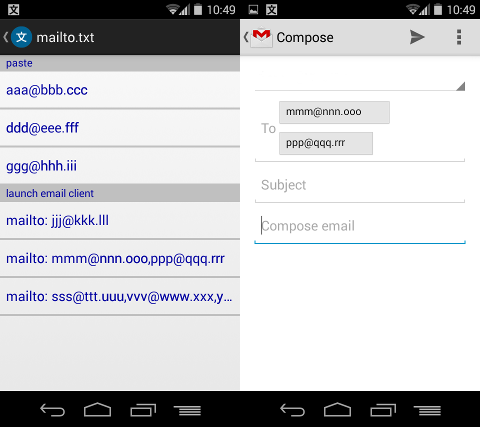 10:49
文 mailto.txt
paste
aaa@bbb.ccc
ddd@eee.fff
ggg@hhh.iii
launch email client
mailto: jjj@kkk.lll
mailto: mmm@nnn.ooo,ppp@qqq.rrr
mailto: sss@ttt.uuu,vvv@www.xxx,y...
10:49
Compose
To
mmm@nnn.ooo
ppp@qqq.rrr
Subject
Compose email